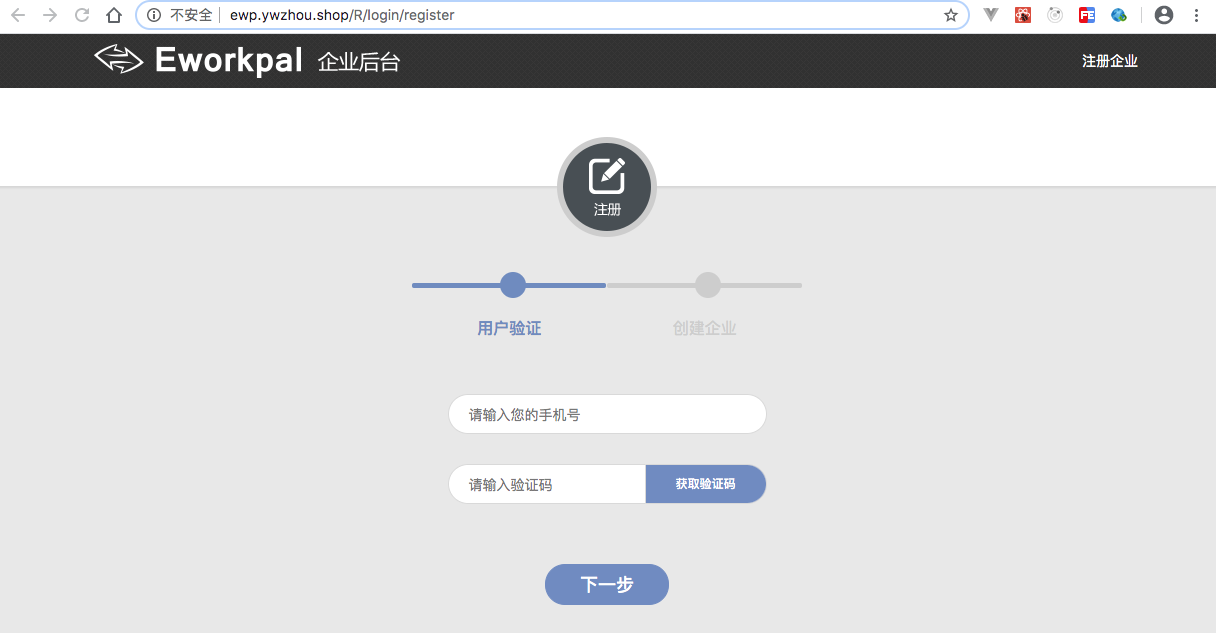 不安全 ewp.ywzhou.shop/R/login/register
Eworkpal 企业后台 注册企业
注册
用户验证 创建企业
请输入您的手机号
请输入验证码 获取验证码
下一步